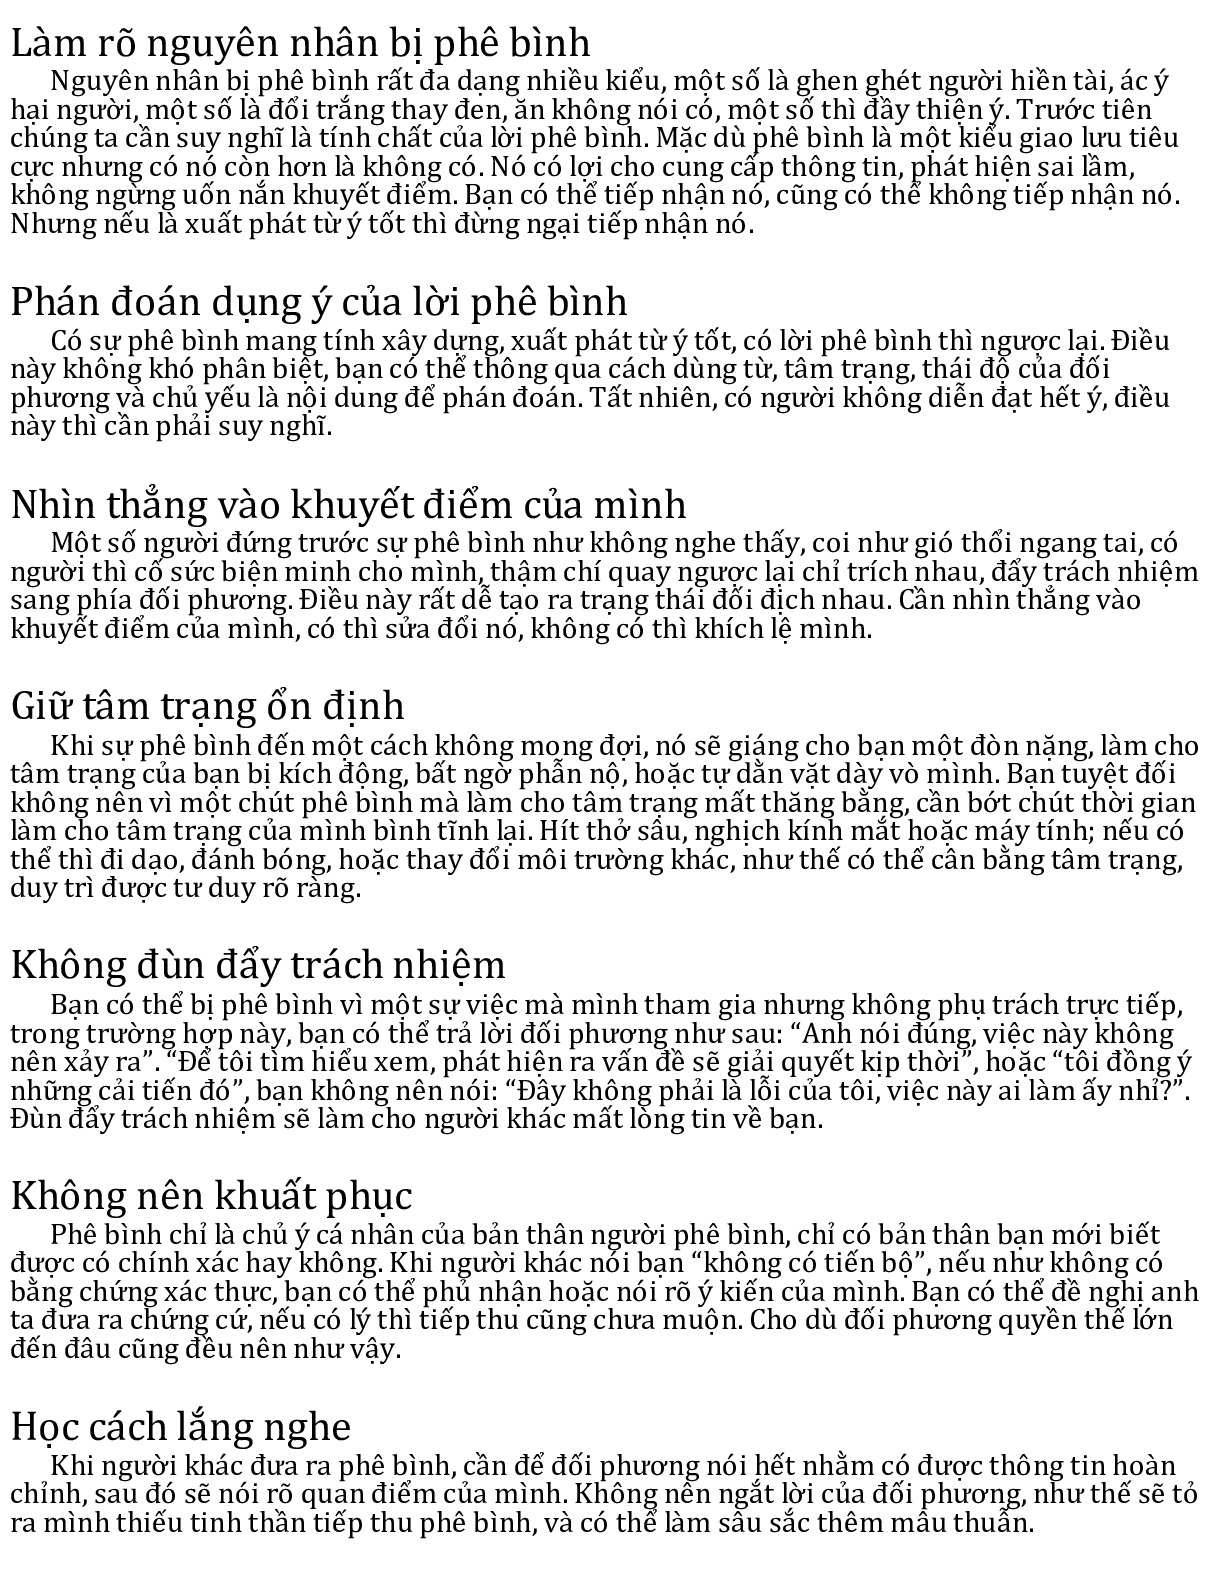 Làm rõ nguyên nhân bị phê bình
Nguyên nhân bị phê bình rất đa dạng nhiều kiểu, một số là ghen ghét người hiền tài, ác ý
hại người, một số là đổi trắng thay đen, ăn không nói có, một số thì đầy thiện ý. Trước tiên
chúng ta cần suy nghĩ là tính chất của lời phê bình. Mặc dù phê bình là một kiểu giao lưu tiêu
cực nhưng có nó còn hơn là không có. Nó có lợi cho cung cấp thông tin, phát hiện sai lầm,
không ngừng uốn nắn khuyết điểm. Bạn có thể tiếp nhận nó, cũng có thể không tiếp nhận nó.
Nhưng nếu là xuất phát từ ý tốt thì đừng ngại tiếp nhận nó.
Phán đoán dụng ý của lời phê bình
Có sự phê bình mang tính xây dựng, xuất phát từ ý tốt, có lời phê bình thì ngược lại. Điều
này không khó phân biệt, bạn có thể thông qua cách dùng từ, tâm trạng, thái độ của đối
phương và chủ yếu là nội dung để phán đoán. Tất nhiên, có người không diễn đạt hết ý, điều
này thì cần phải suy nghĩ.
Nhìn thẳng vào khuyết điểm của mình
Một số người đứng trước sự phê bình như không nghe thấy, coi như gió thổi ngang tai, có
người thì cố sức biện minh cho mình, thậm chí quay ngược lại chỉ trích nhau, đẩy trách nhiệm
sang phía đối phương. Điều này rất dễ tạo ra trạng thái đối địch nhau. Cần nhìn thẳng vào
khuyết điểm của mình, có thì sửa đổi nó, không có thì khích lệ mình.
Giữ tâm trạng ổn định
Khi sự phê bình đến một cách không mong đợi, nó sẽ giáng cho bạn một đòn nặng, làm cho
tâm trạng của bạn bị kích động, bất ngờ phẫn nộ, hoặc tự dằn vặt dày vò mình. Bạn tuyệt đối
không nên vì một chút phê bình mà làm cho tâm trạng mất thăng bằng, cần bớt chút thời gian
làm cho tâm trạng của mình bình tĩnh lại. Hít thở sâu, nghịch kính mắt hoặc máy tính; nếu có
thể thì đi dạo, đánh bóng, hoặc thay đổi môi trường khác, như thế có thể cân bằng tâm trạng,
duy trì được tư duy rõ ràng.
Không đùn đẩy trách nhiệm
Bạn có thể bị phê bình vì một sự việc mà mình tham gia nhưng không phụ trách trực tiếp,
trong trường hợp này, bạn có thể trả lời đối phương như sau: “Anh nói đúng, việc này không
nên xảy ra”. “Để tôi tìm hiểu xem, phát hiện ra vấn đề sẽ giải quyết kịp thời”, hoặc “tôi đồng ý
những cải tiến đó”, bạn không nên nói: “Đây không phải là lỗi của tôi, việc này ai làm ấy nhỉ?”.
Đùn đẩy trách nhiệm sẽ làm cho người khác mất lòng tin về bạn.
Không nên khuất phục
Phê bình chỉ là chủ ý cá nhân của bản thân người phê bình, chỉ có bản thân bạn mới biết
được có chính xác hay không. Khi người khác nói bạn “không có tiến bộ”, nếu như không có
bằng chứng xác thực, bạn có thể phủ nhận hoặc nói rõ ý kiến của mình. Bạn có thể đề nghị anh
ta đưa ra chứng cứ, nếu có lý thì tiếp thu cũng chưa muộn. Cho dù đối phương quyền thế lớn
đến đâu cũng đều nên như vậy.
Học cách lắng nghe
Khi người khác đưa ra phê bình, cần để đối phương nói hết nhằm có được thông tin hoàn
chỉnh, sau đó sẽ nói rõ quan điểm của mình. Không nên ngắt lời của đối phương, như thế sẽ tỏ
ra mình thiếu tinh thần tiếp thu phê bình, và có thể làm sâu sắc thêm mâu thuẫn.